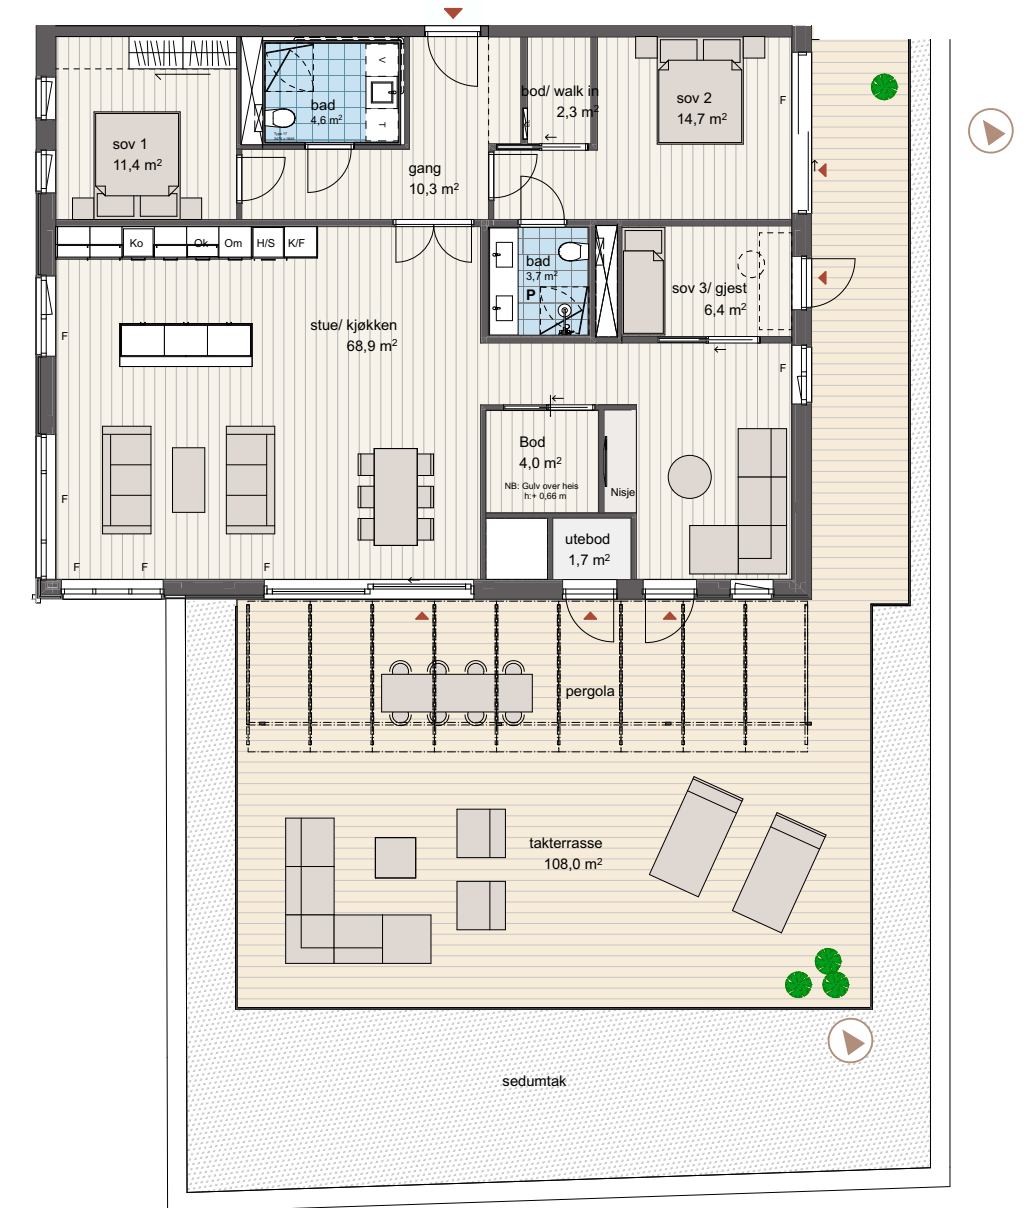 bad
4,6 m²
V
T
bod/ walk in
2,3 m²
sov 2
14,7 m²
F
sov 1
11,4 m²
gang
10,3 m²
Ko
Ok
Om
H/S
K/F
bad
3,7 m²
P
sov 3/ gjest
6,4 m²
stue/ kjøkken
68,9 m²
F
F
Bod
4,0 m²
NB: Gulv over heis
h:+ 0,66 m
Nisje
F
utebod
1,7 m²
F
F
F
pergola
takterrasse
108,0 m²
sedumtak